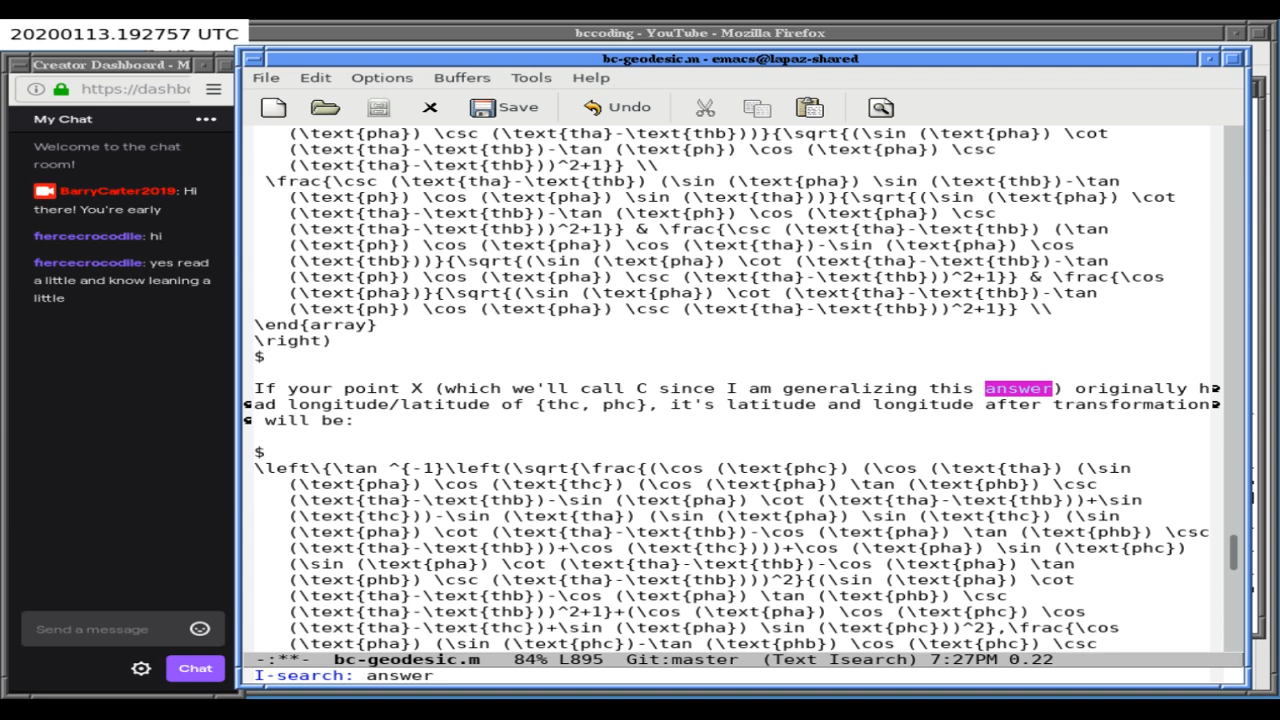 20200113.192757 UTC
bccoding - YouTube - Mozilla Firefox
Creator Dashboard - M
https://dashbo
My Chat
Welcome to the chat
room!
BarryCarter2019: Hi
there! You're early
fiercecrocodile: hi
fiercecrocodile: yes read
a little and know leaning a
little
Send a message
Chat
bc-geodesic.m - emacs@lapaz-shared
File Edit Options Buffers Tools Help
Save Undo
(\text{pha}) \csc (\text{tha}-\text{thb}))}{\sqrt{(\sin (\text{pha}) \cot
(\text{tha}-\text{thb})-\tan (\text{ph}) \cos (\text{pha}) \csc
(\text{tha}-\text{thb}))^2+1}} \\
\frac{\csc (\text{tha}-\text{thb}) (\sin (\text{pha}) \sin (\text{thb})-\tan
(\text{ph}) \cos (\text{pha}) \sin (\text{tha}))}{\sqrt{(\sin (\text{pha}) \cot
(\text{tha}-\text{thb})-\tan (\text{ph}) \cos (\text{pha}) \csc
(\text{tha}-\text{thb}))^2+1}} & \frac{\csc (\text{tha}-\text{thb}) (\tan
(\text{ph}) \cos (\text{pha}) \cos (\text{tha})-\sin (\text{pha}) \cos
(\text{thb}))}{\sqrt{(\sin (\text{pha}) \cot (\text{tha}-\text{thb})-\tan
(\text{ph}) \cos (\text{pha}) \csc (\text{tha}-\text{thb}))^2+1}} & \frac{\cos
(\text{pha})}{\sqrt{(\sin (\text{pha}) \cot (\text{tha}-\text{thb})-\tan
(\text{ph}) \cos (\text{pha}) \csc (\text{tha}-\text{thb}))^2+1}} \\
\end{array}
\right)
$
If your point X (which we'll call C since I am generalizing this answer) originally h
ad longitude/latitude of {thc, phc}, it's latitude and longitude after transformation
will be:
$
\left\{\tan ^{-1}\left(\sqrt{\frac{(\cos (\text{phc}) (\cos (\text{tha}) (\sin
(\text{pha}) \cos (\text{thc}) (\cos (\text{pha}) \tan (\text{phb}) \csc
(\text{tha}-\text{thb})-\sin (\text{pha}) \cot (\text{tha}-\text{thb}))+\sin
(\text{thc}))-\sin (\text{tha}) (\sin (\text{pha}) \sin (\text{thc}) (\sin
(\text{pha}) \cot (\text{tha}-\text{thb})-\cos (\text{pha}) \tan (\text{phb}) \csc
(\text{tha}-\text{thb}))+\cos (\text{thc})))+\cos (\text{pha}) \sin (\text{phc})
(\sin (\text{pha}) \cot (\text{tha}-\text{thb})-\cos (\text{pha}) \tan
(\text{phb}) \csc (\text{tha}-\text{thb})))^2}{(\sin (\text{pha}) \cot
(\text{tha}-\text{thb})-\cos (\text{pha}) \tan (\text{phb}) \csc
(\text{tha}-\text{thb}))^2+1}+(\cos (\text{pha}) \cos (\text{phc}) \cos
(\text{tha}-\text{thc})+\sin (\text{pha}) \sin (\text{phc}))^2},\frac{\cos
(\text{pha}) (\sin (\text{phc})-\tan (\text{phb}) \cos (\text{phc}) \csc
-:**- bc-geodesic.m 84% L895 Git:master (Text Isearch) 7:27PM 0.22
I-search: answer